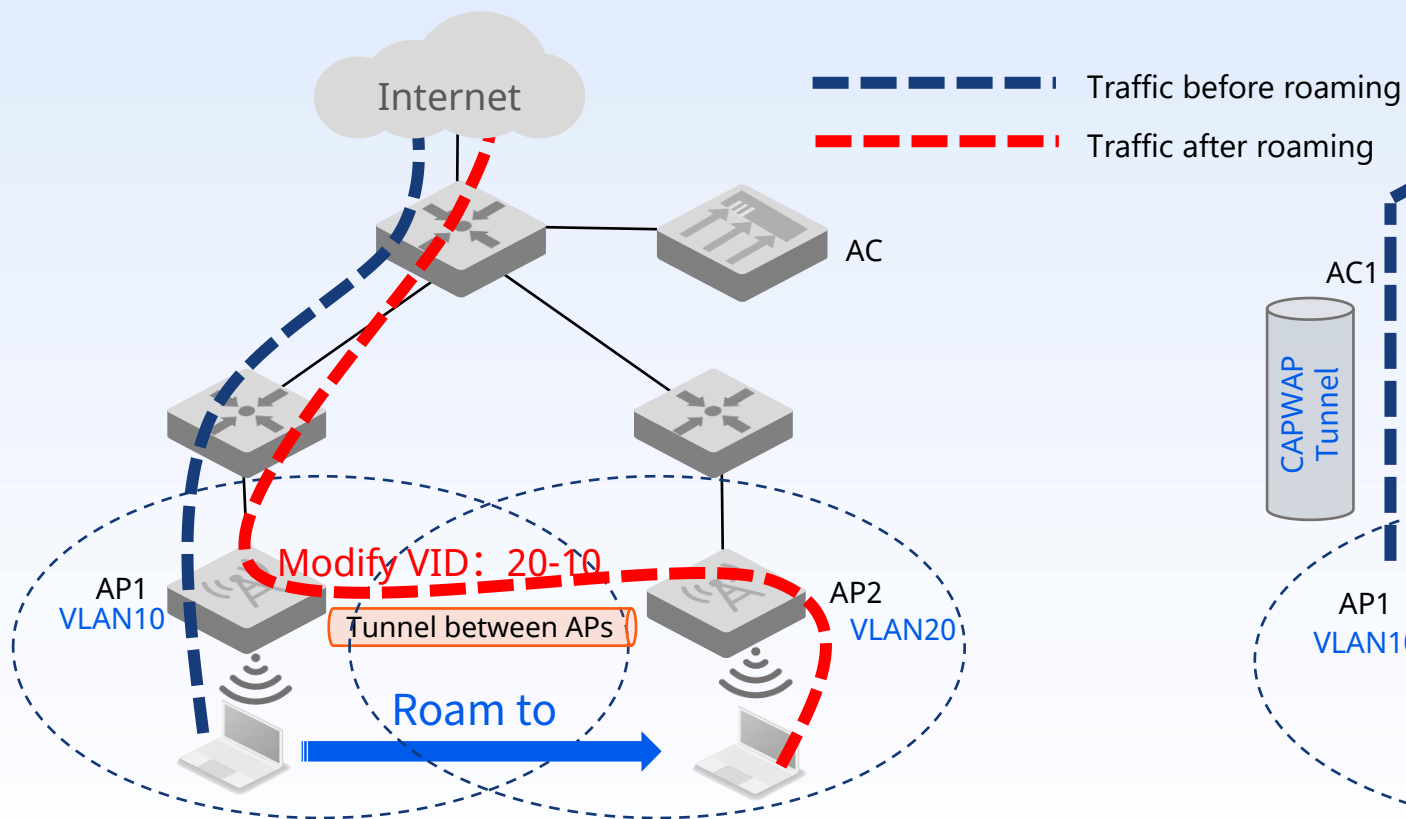 Internet
Traffic before roaming
Traffic after roaming
AC
AC1
CAPWAP
Tunnel
Modify VID：20-10
AP1
VLAN10
AP2
VLAN20
Tunnel between APs
Roam to
AP1
VLAN10